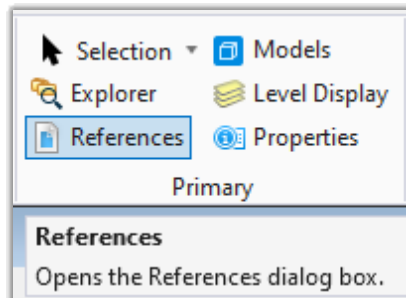 Selection Models
Explorer Level Display
References Properties
Primary
References
Opens the References dialog box.